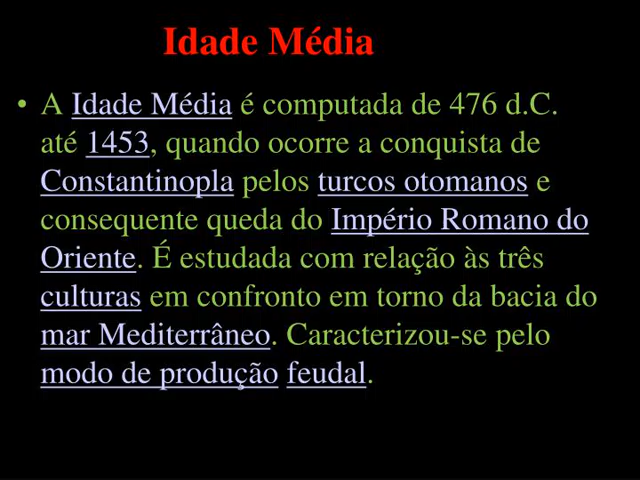 Idade Média
• A Idade Média é computada de 476 d.C.
até 1453, quando ocorre a conquista de
Constantinopla pelos turcos otomanos e
consequente queda do Império Romano do
Oriente. É estudada com relação às três
culturas em confronto em torno da bacia do
mar Mediterrâneo. Caracterizou-se pelo
modo de produção feudal.